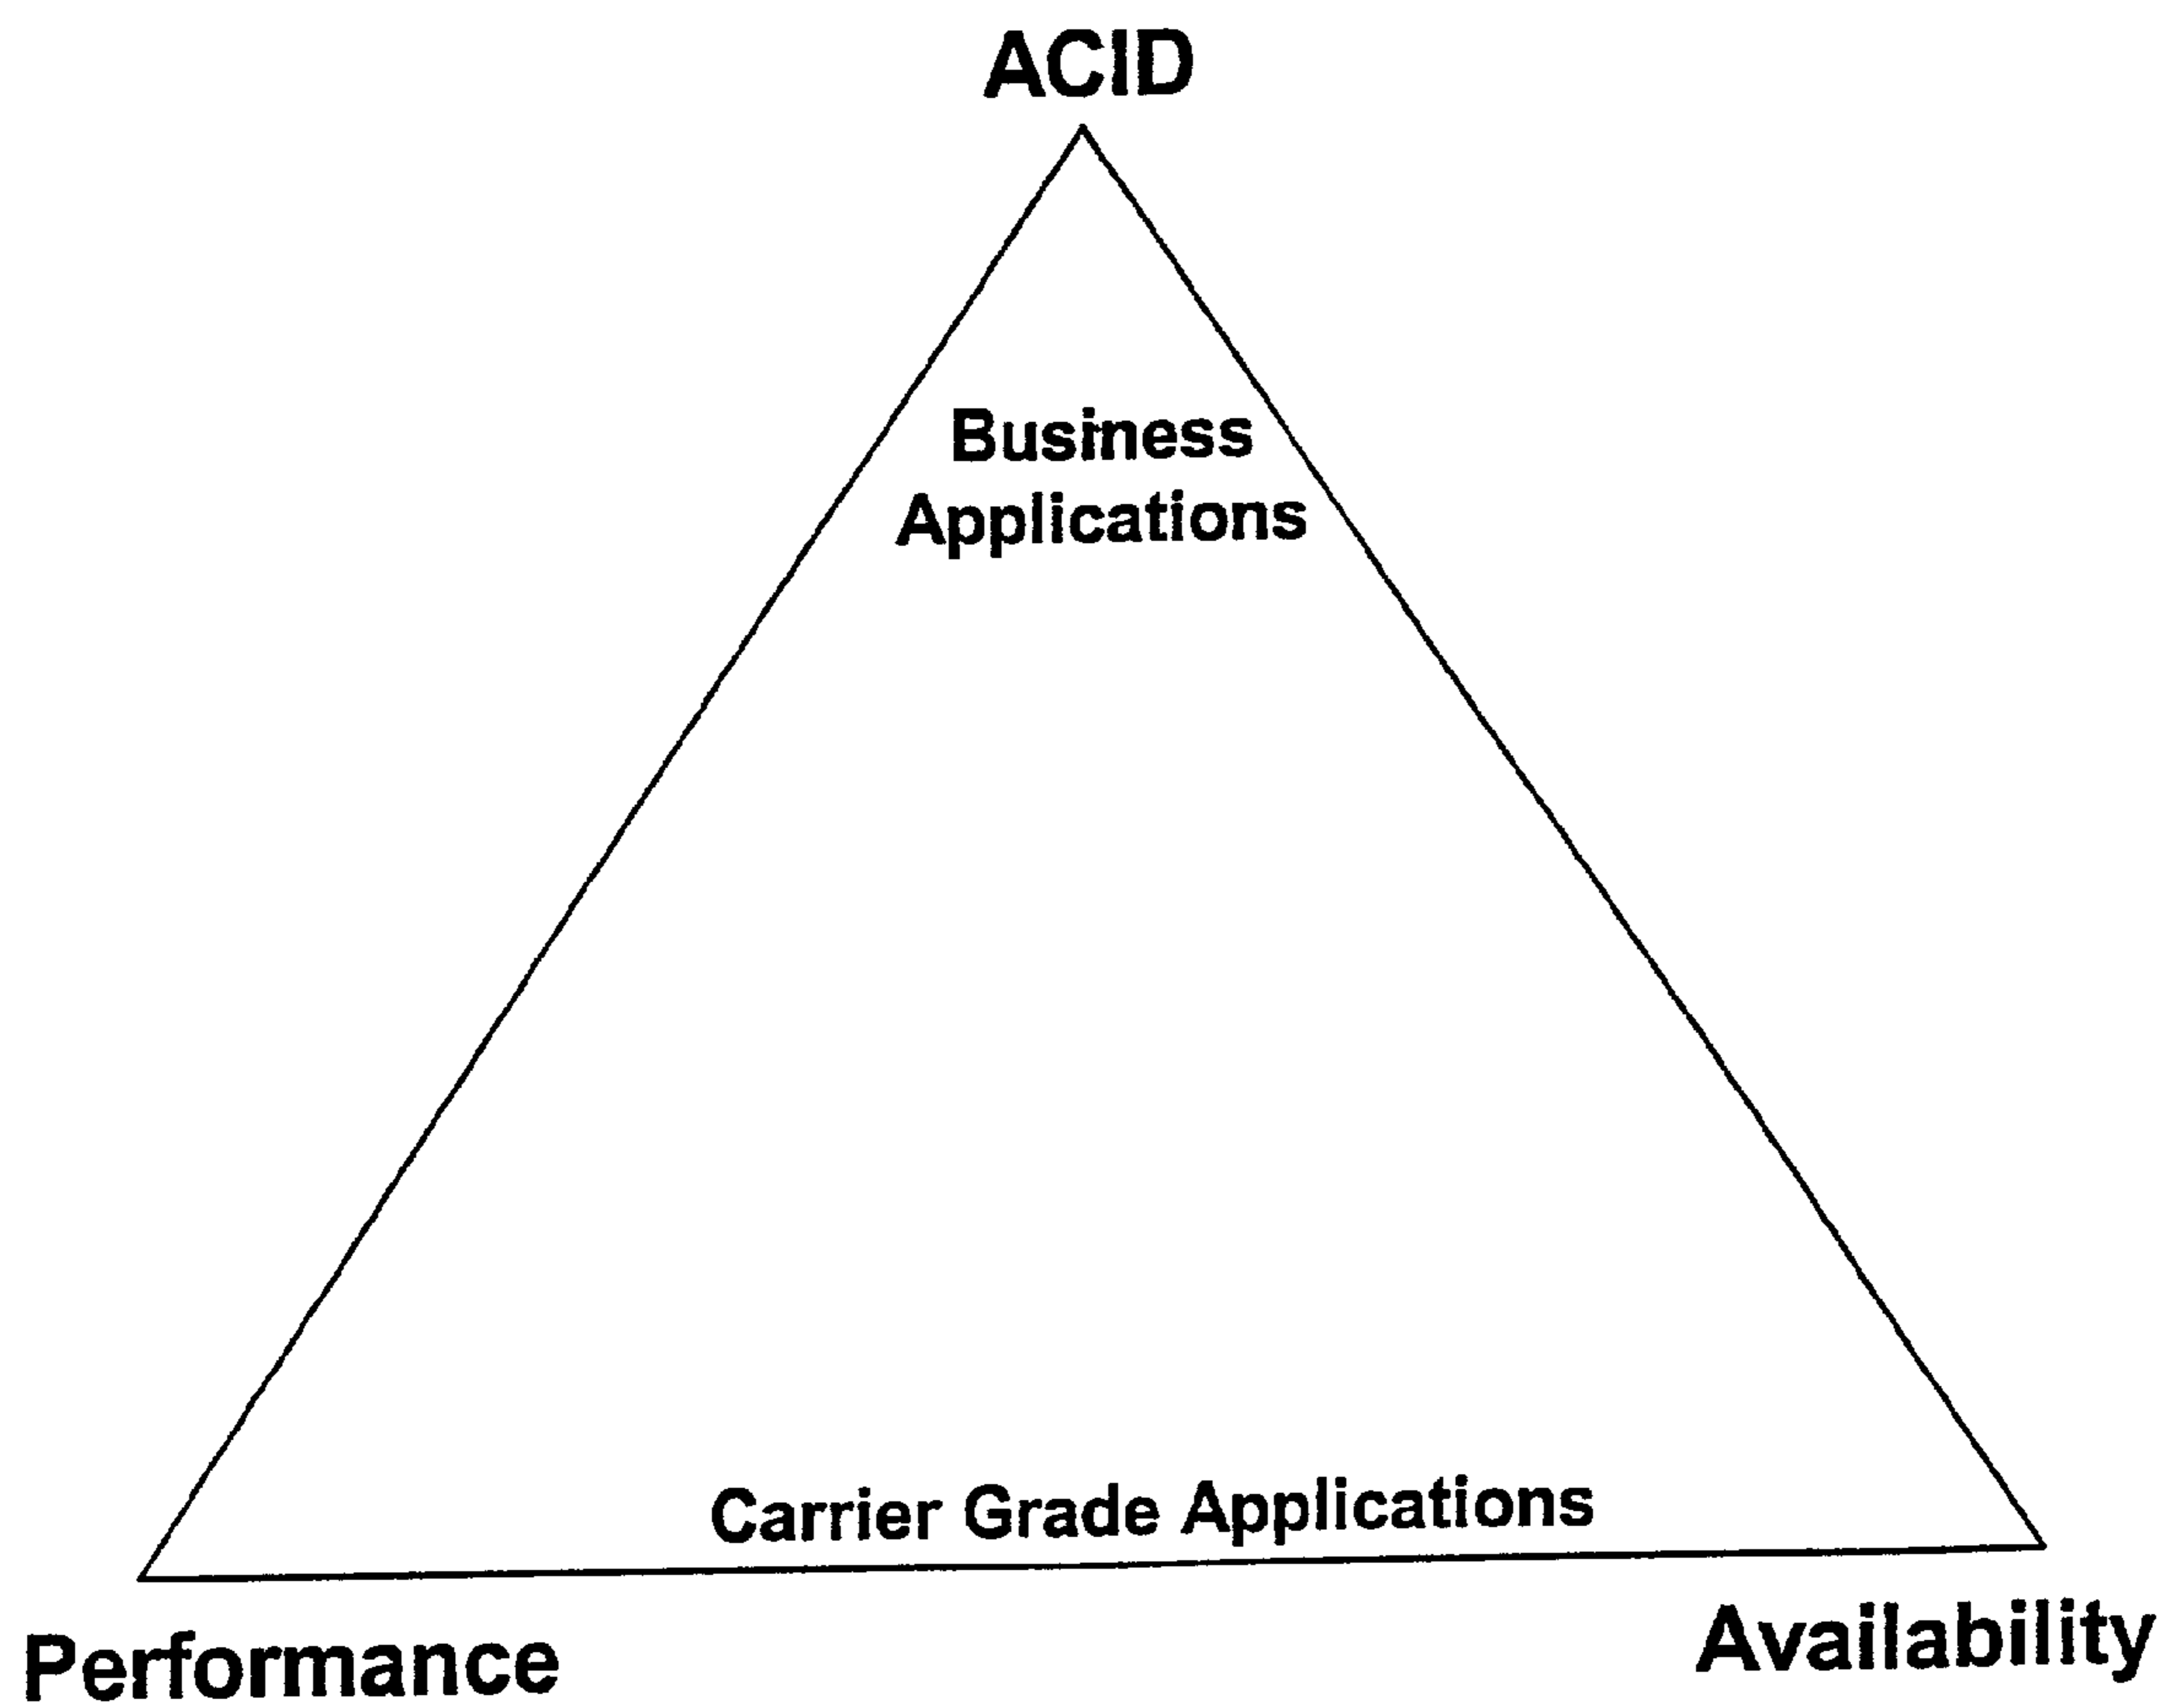 ACID
Business
Applications
Carrier Grade Applications
Performance
Availability